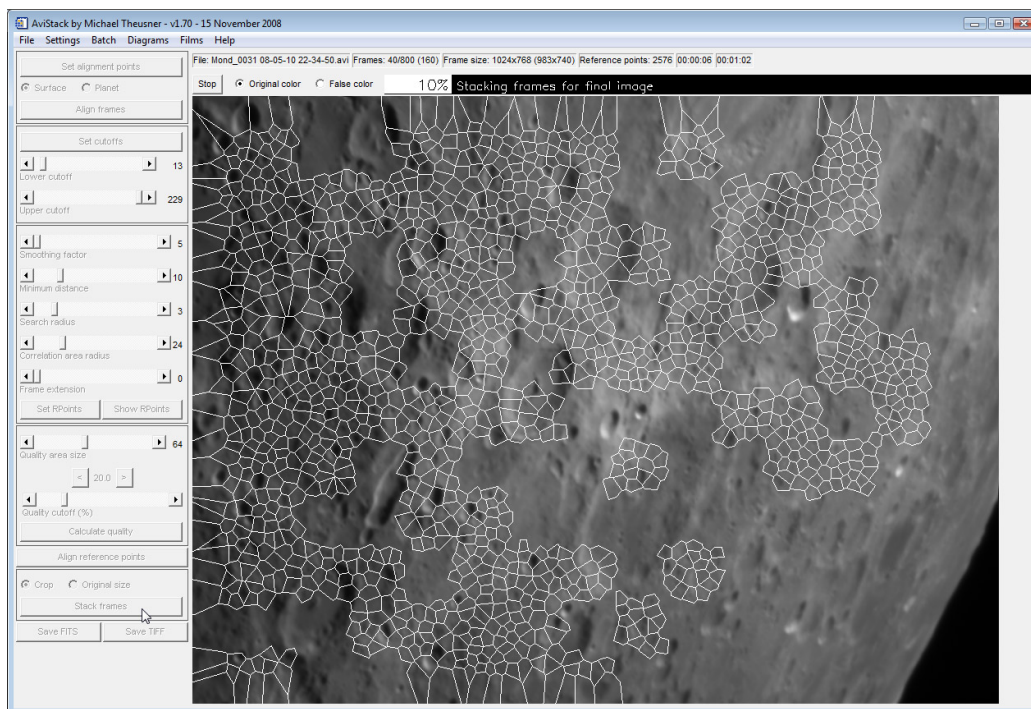 AviStack by Michael Theusner - v1.70 - 15 November 2008
File Settings Batch Diagrams Films Help
File: Mond_0031 08-05-10 22-34-50.avi Frames: 40/800 (160) Frame size: 1024x768 (983x740) Reference points: 2576 00:00:06 00:01:02
Stop Original color False color 10% Stacking frames for final image
Set alignment points
Surface Planet
Align frames
Set cutoffs
13
Lower cutoff
229
Upper cutoff
5
Smoothing factor
10
Minimum distance
3
Search radius
24
Correlation area radius
0
Frame extension
Set RPoints Show RPoints
64
Quality area size
< 20.0 >
Quality cutoff (%)
Calculate quality
Align reference points
Crop Original size
Stack frames
Save FITS Save TIFF